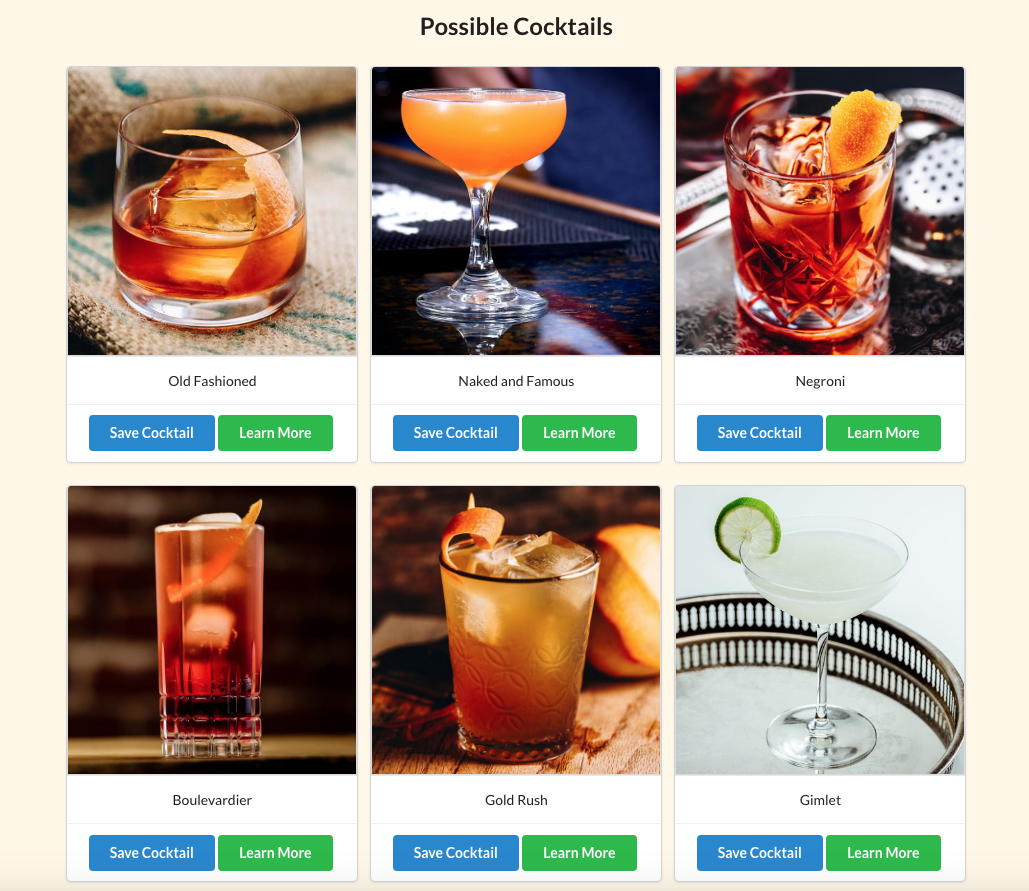 Possible Cocktails
Old Fashioned
Naked and Famous
Negroni
Save Cocktail
Learn More
Save Cocktail
Learn More
Save Cocktail
Learn More
Boulevardier
Gold Rush
Gimlet
Save Cocktail
Learn More
Save Cocktail
Learn More
Save Cocktail
Learn More